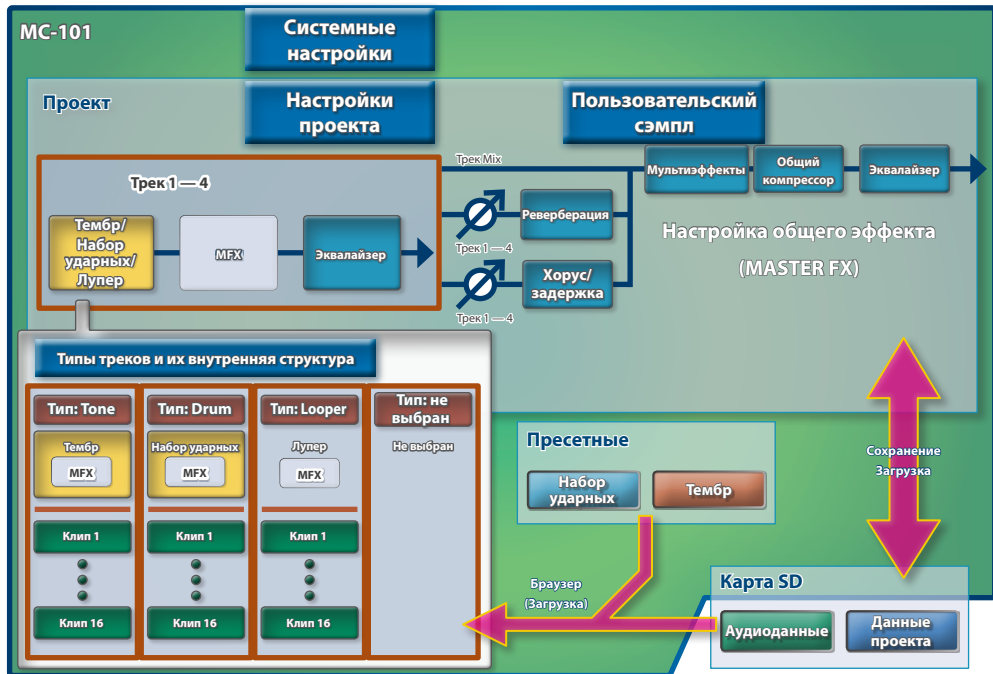 MC-101
Системные
настройки
Проект
Настройки
проекта
Пользовательский
сэмпл
Трек 1 — 4
Тембр/
Набор
ударных/
Лупер
MFX
Эквалайзер
Трек Mix
Трек 1 — 4
Реверберация
Трек 1 — 4
Хорус/
задержка
Мультиэффекты
Общий
компрессор
Эквалайзер
Настройка общего эффекта
(MASTER FX)
Типы треков и их внутренняя структура
Тип: Tone
Тембр
MFX
Клип 1
Клип 16
Тип: Drum
Набор ударных
MFX
Клип 1
Клип 16
Тип: Looper
Лупер
MFX
Клип 1
Клип 16
Тип: не
выбран
Не выбран
Пресетные
Набор
ударных
Тембр
Сохранение
Загрузка
Браузер
(Загрузка)
Карта SD
Аудиоданные
Данные
проекта